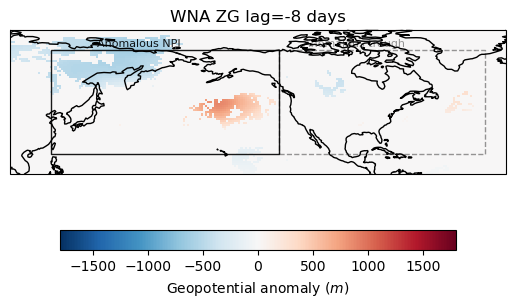 WNA ZG lag=-8 days
Anomalous NPL
−1500 −1000 −500 0 500 1000 1500
Geopotential anomaly (m)